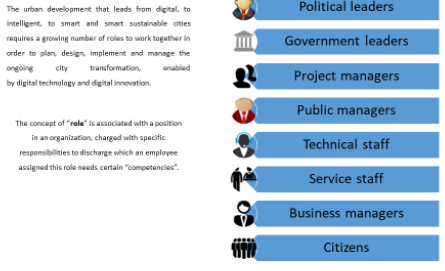 The urban development that leads from digital, to
intelligent, to smart and smart sustainable cities
requires a growing number of roles to work together in
order to plan, design, implement and manage the
ongoing city transformation, enabled
by digital technology and digital innovation.
The concept of “role” is associated with a position
in an organization, charged with specific
responsibilities to discharge which an employee
assigned this role needs certain “competencies”.
Political leaders
Government leaders
Project managers
Public managers
Technical staff
Service staff
Business managers
Citizens